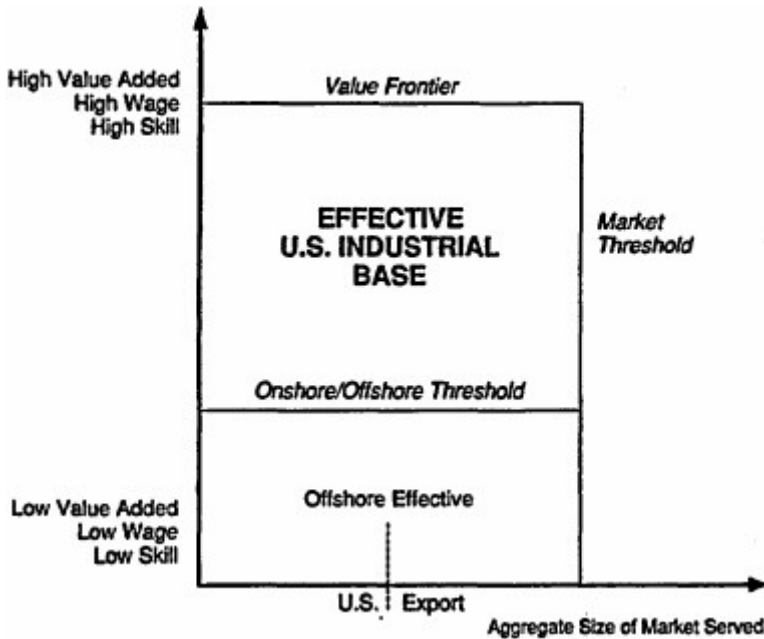 High Value Added
High Wage
High Skill
Value Frontier
EFFECTIVE
U.S. INDUSTRIAL
BASE
Market
Threshold
Onshore/Offshore Threshold
Low Value Added
Low Wage
Low Skill
Offshore Effective
U.S. Export
Aggregate Size of Market Served